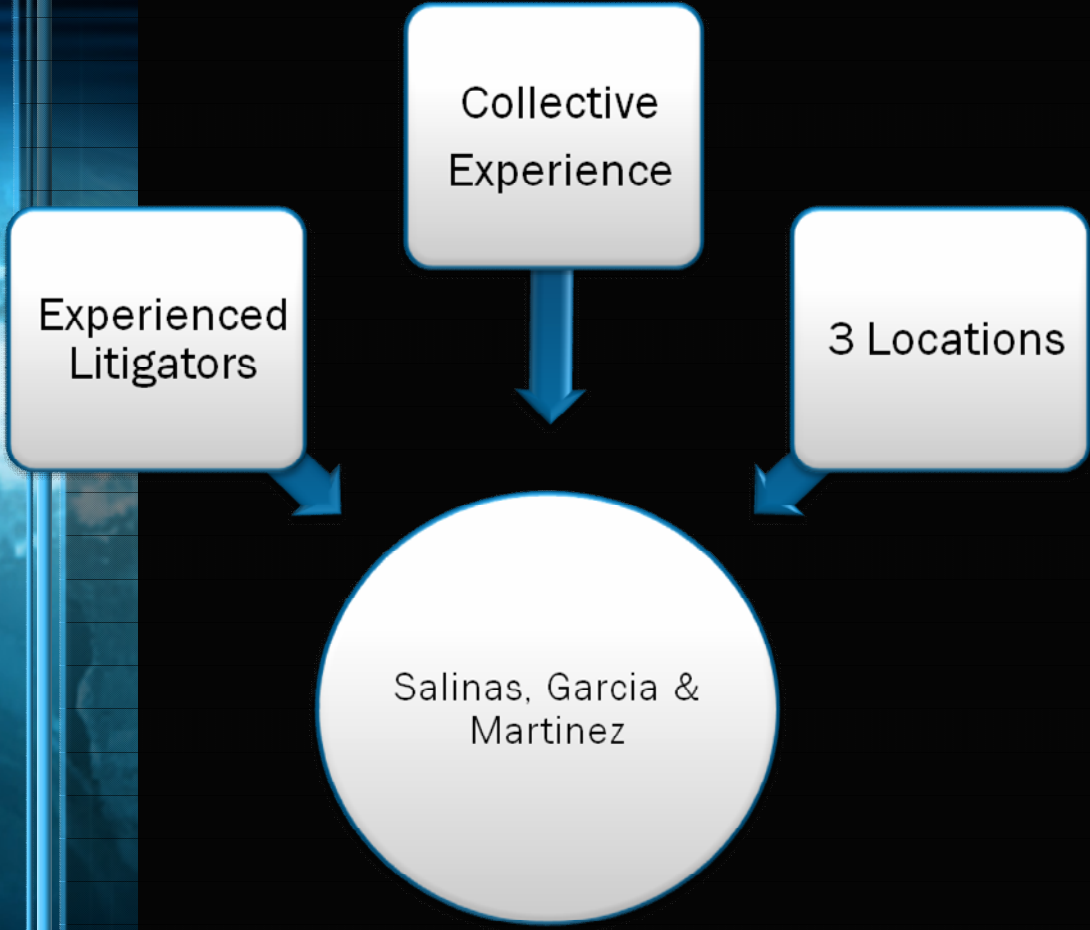 Collective
Experience
Experienced
Litigators
3 Locations
Salinas, Garcia &
Martinez